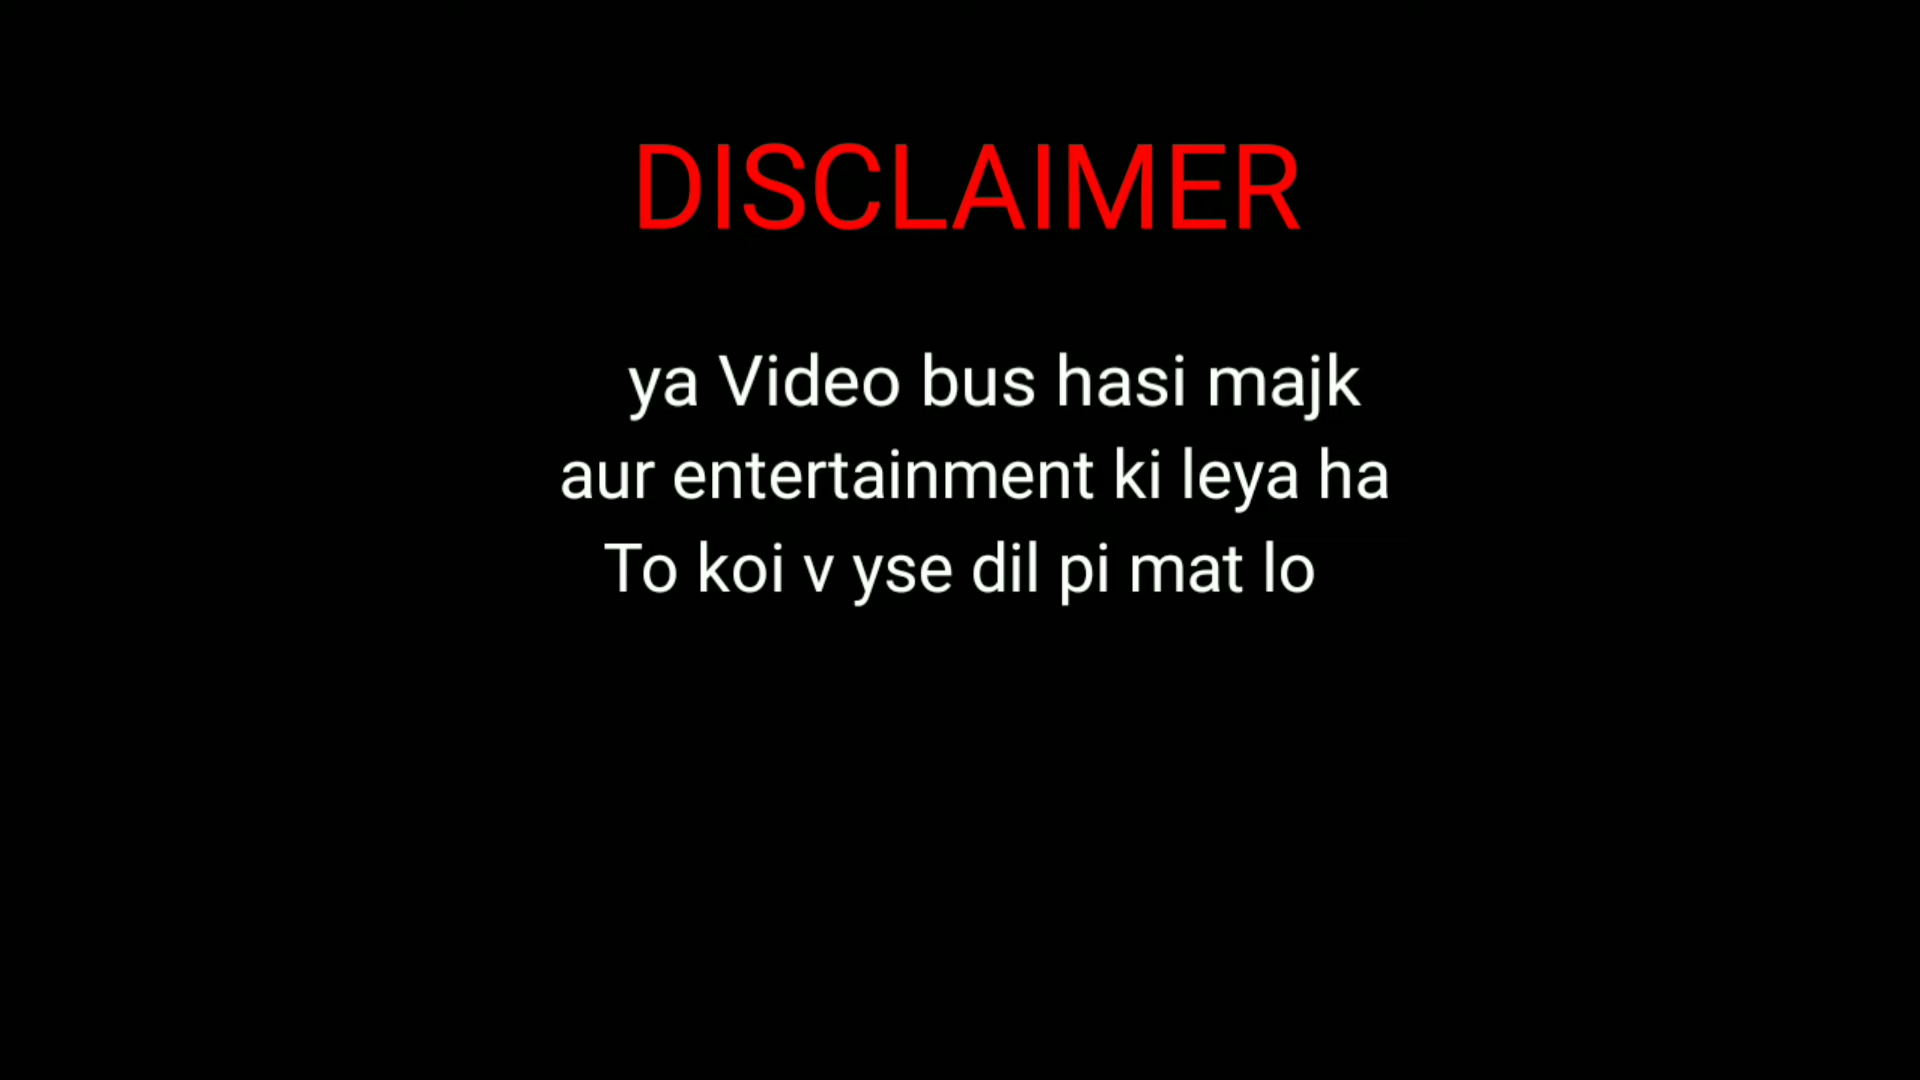 DISCLAIMER
ya Video bus hasi majk
aur entertainment ki leya ha
To koi v yse dil pi mat lo